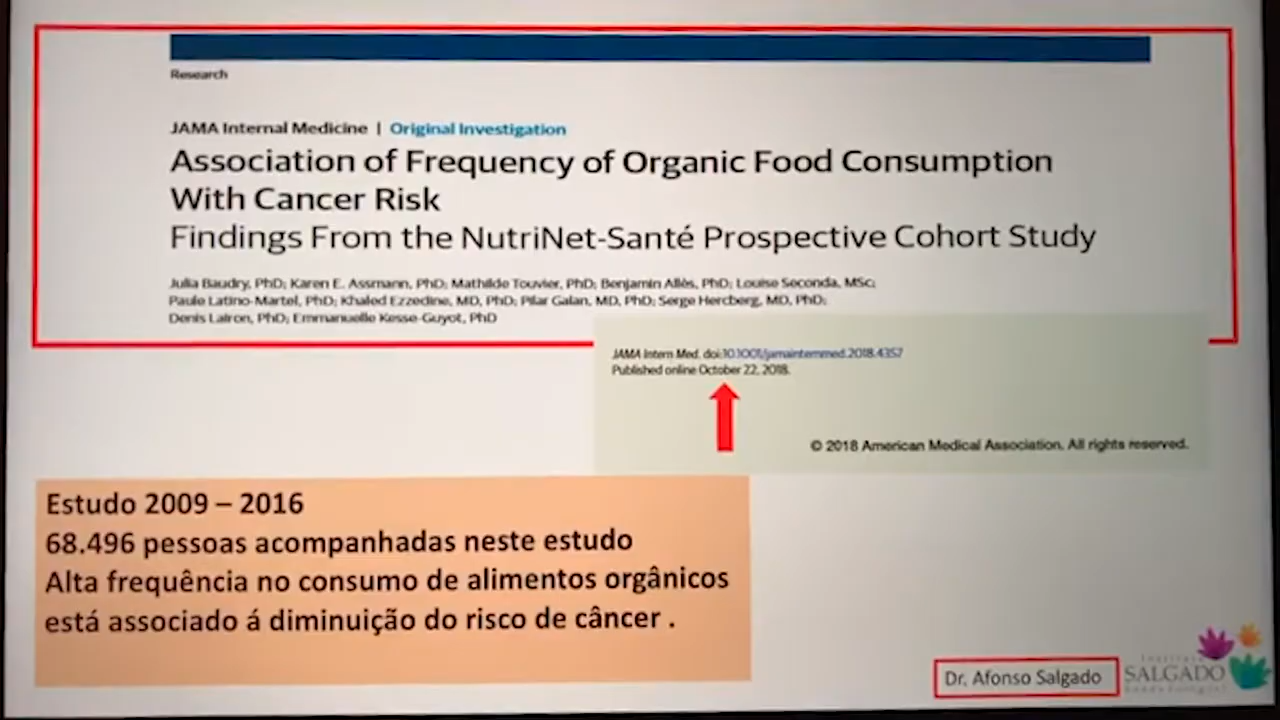 Research
JAMA Internal Medicine | Original Investigation
Association of Frequency of Organic Food Consumption
With Cancer Risk
Findings From the NutriNet-Santé Prospective Cohort Study
Julia Baudry, PhD; Karen E. Assmann, PhD; Mathilde Touvier, PhD; Benjamin Allès, PhD; Louise Seconda, MSc;
Paule Latino-Martel, PhD; Khaled Ezzedine, MD, PhD; Pilar Galan, MD, PhD; Serge Hercberg, MD, PhD;
Denis Lairon, PhD; Emmanuelle Kesse-Guyot, PhD
JAMA Intern Med. doi:10.1001/jamainternmed.2018.4357
Published online October 22, 2018.
© 2018 American Medical Association. All rights reserved.
Estudo 2009 – 2016
68.496 pessoas acompanhadas neste estudo
Alta frequência no consumo de alimentos orgânicos
está associado á diminuição do risco de câncer .
Dr. Afonso Salgado
SALGADO